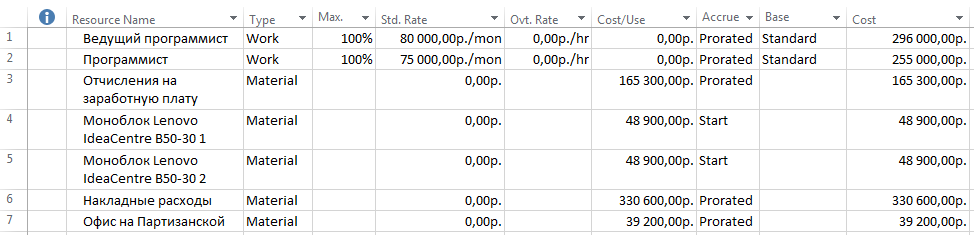 Resource Name Type Max. Std. Rate Ovt. Rate Cost/Use Accrue Base Cost
1 Ведущий программист Work 100% 80 000,00р./mon 0,00р./hr 0,00р. Prorated Standard 296 000,00р.
2 Программист Work 100% 75 000,00р./mon 0,00р./hr 0,00р. Prorated Standard 255 000,00р.
3 Отчисления на Material 0,00р. 165 300,00р. Prorated 165 300,00р.
заработную плату
4 Моноблок Lenovo Material 0,00р. 48 900,00р. Start 48 900,00р.
IdeaCentre B50-30 1
5 Моноблок Lenovo Material 0,00р. 48 900,00р. Start 48 900,00р.
IdeaCentre B50-30 2
6 Накладные расходы Material 0,00р. 330 600,00р. Prorated 330 600,00р.
7 Офис на Партизанской Material 0,00р. 39 200,00р. Prorated 39 200,00р.